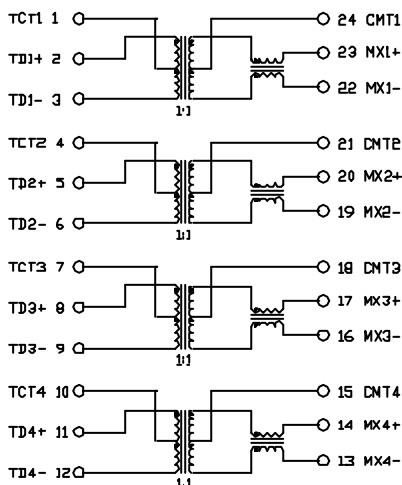 TCT1 1 24 CMT1
TD1+ 2 23 MX1+
TD1- 3 22 MX1-
1:1
TCT2 4 21 CMT2
TD2+ 5 20 MX2+
TD2- 6 19 MX2-
1:1
TCT3 7 18 CMT3
TD3+ 8 17 MX3+
TD3- 9 16 MX3-
1:1
TCT4 10 15 CMT4
TD4+ 11 14 MX4+
TD4- 12 13 MX4-
1:1